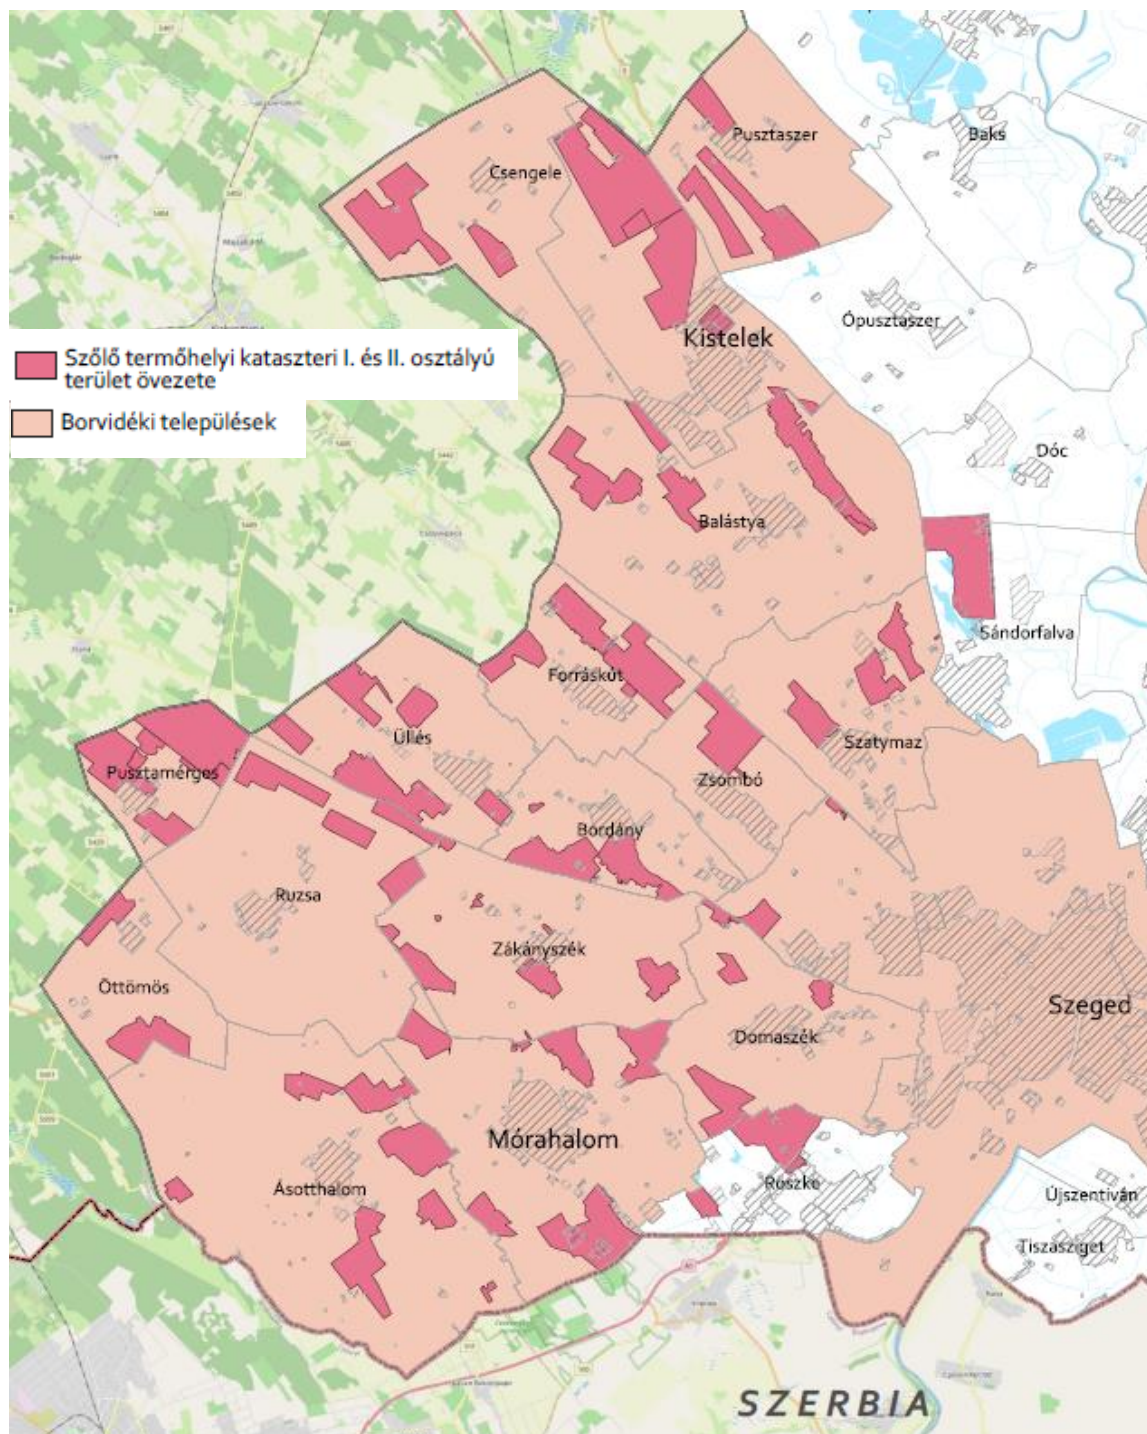 Baks
Pusztaszer
Csengele
Ópusztaszer
Kistelek
Szőlő termőhelyi kataszteri I. és II. osztályú
terület övezete
Borvidéki települések
Dóc
Balástya
Sándorfalva
Forráskút
Üllés
Szatymaz
Pusztamérges
Zsombó
Bordány
Ruzsa
Zákányszék
Öttömös
Szeged
Domaszék
Mórahalom
Ásotthalom
Röszke
Újszentiván
Tiszasziget
SZERBIA